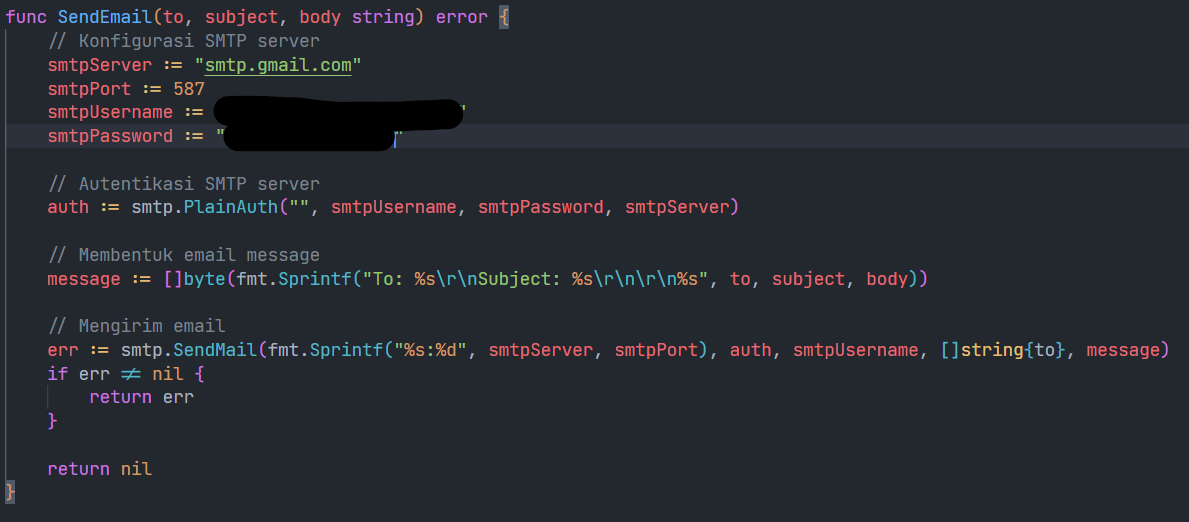 func SendEmail(to, subject, body string) error {
// Konfigurasi SMTP server
smtpServer := "smtp.gmail.com"
smtpPort := 587
smtpUsername := "
smtpPassword := ""
// Autentikasi SMTP server
auth := smtp.PlainAuth("", smtpUsername, smtpPassword, smtpServer)
// Membentuk email message
message := []byte(fmt.Sprintf("To: %s\r\nSubject: %s\r\n\r\n%s", to, subject, body))
// Mengirim email
err := smtp.SendMail(fmt.Sprintf("%s:%d", smtpServer, smtpPort), auth, smtpUsername, []string{to}, message)
if err != nil {
return err
}
return nil
}